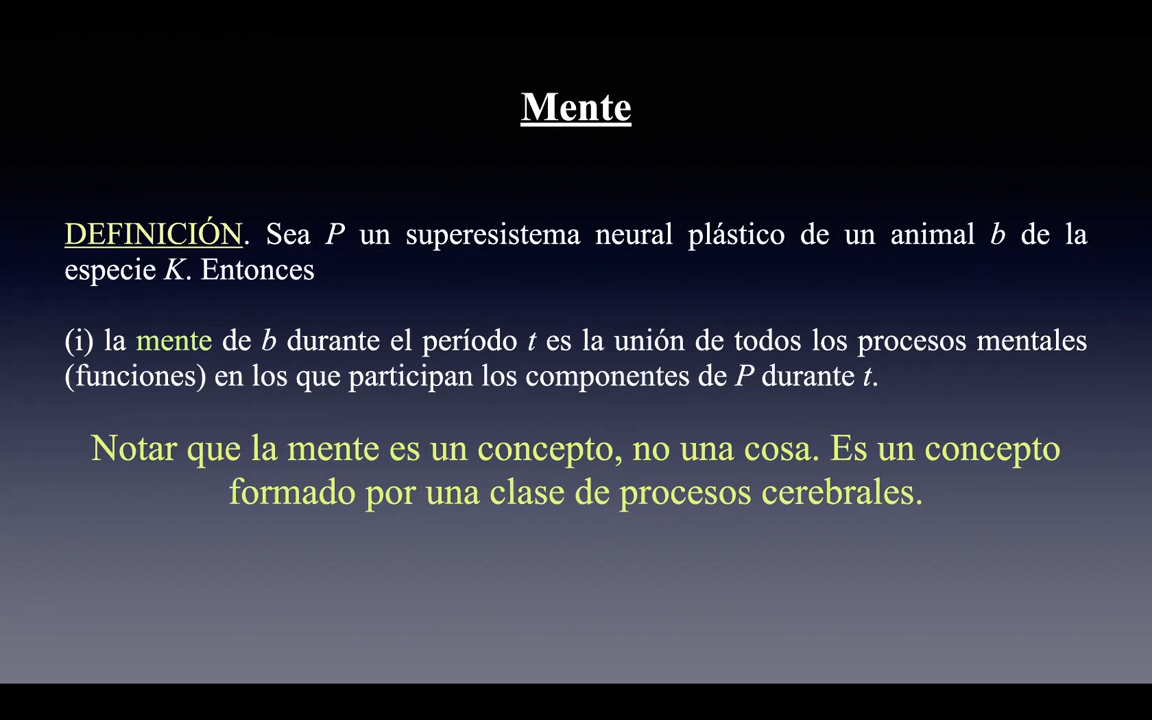 Mente
DEFINICIÓN. Sea P un superesistema neural plástico de un animal b de la
especie K. Entonces
(i) la mente de b durante el período t es la unión de todos los procesos mentales
(funciones) en los que participan los componentes de P durante t.
Notar que la mente es un concepto, no una cosa. Es un concepto
formado por una clase de procesos cerebrales.